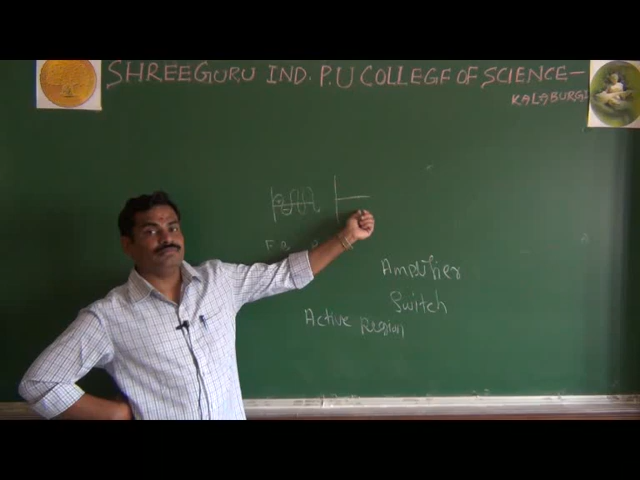 SHREEGURU IND. P.U COLLEGE OF SCIENCE-
KALABURGI
Amplifier
Switch
Active Region